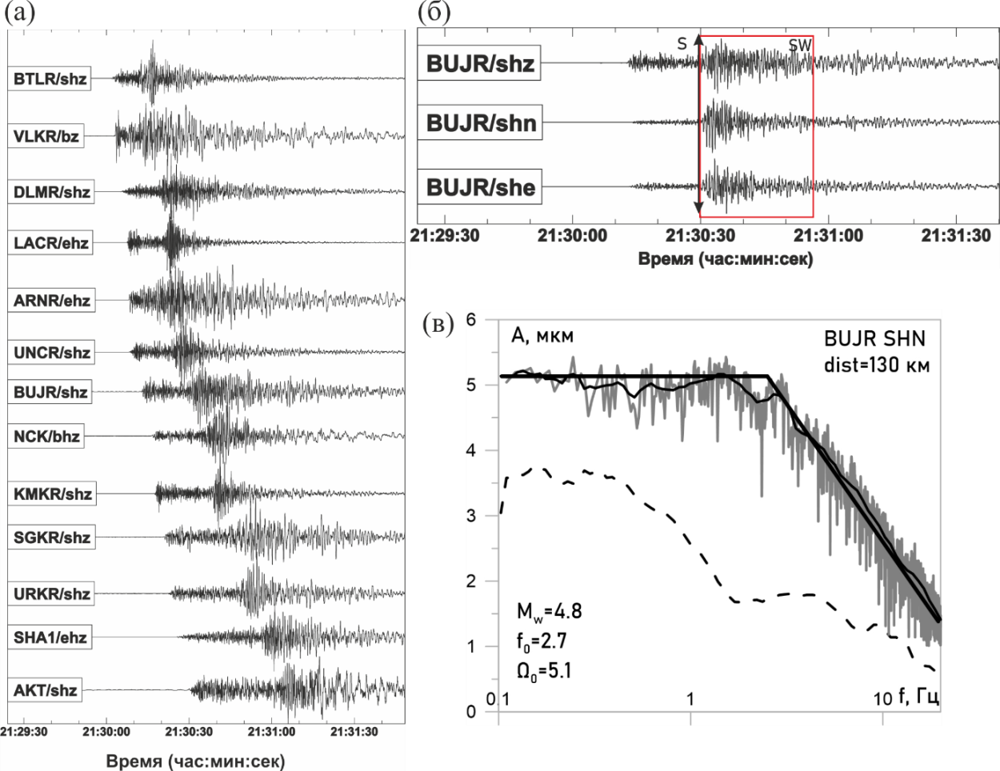 (а)
BTLR/shz
VLKR/bz
DLMR/shz
LACR/ehz
ARNR/ehz
UNCR/shz
BUJR/shz
NCK/bhz
KMKR/shz
SGKR/shz
URKR/shz
SHA1/ehz
AKT/shz
21:29:30 21:30:00 21:30:30 21:31:00 21:31:30
Время (час:мин:сек)
(б)
S SW
BUJR/shz
BUJR/shn
BUJR/she
21:29:30 21:30:00 21:30:30 21:31:00 21:31:30
Время (час:мин:сек)
(в)
A, мкм
BUJR SHN
dist=130 км
6
5
4
3
2
1
0
Mw=4.8
f0=2.7
Ω0=5.1
0.1 1 10 f, Гц